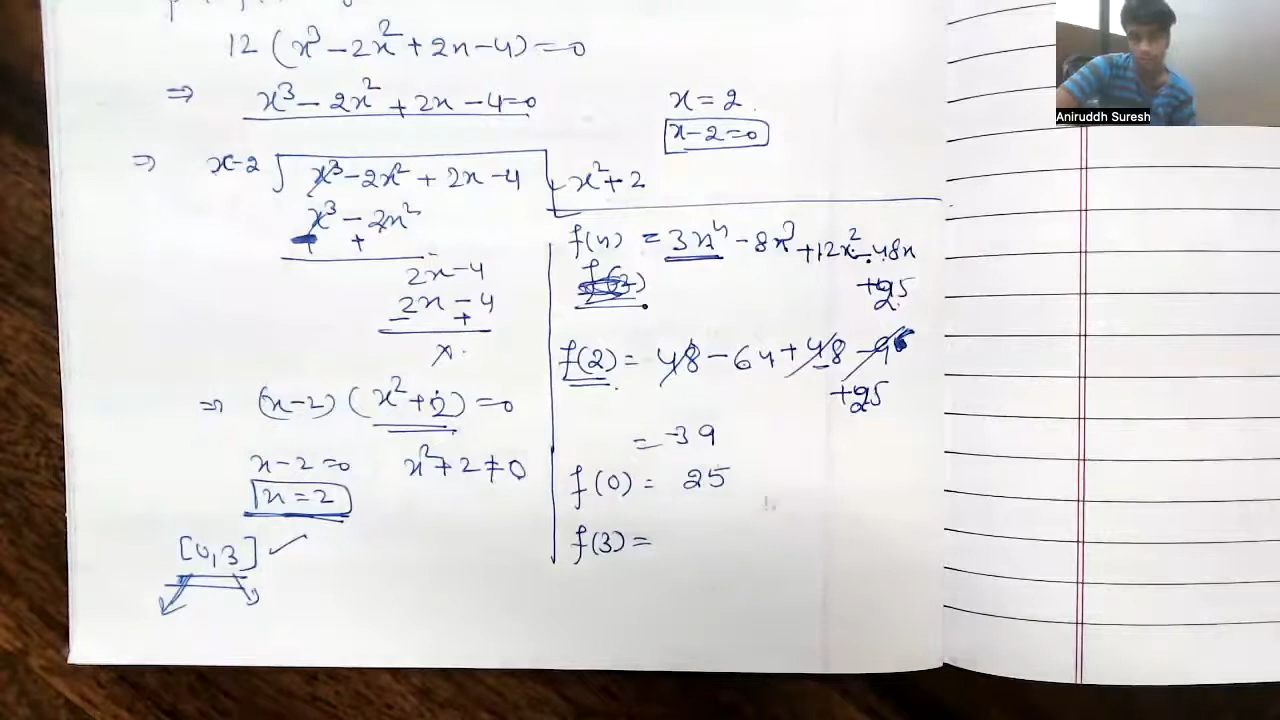 12 (x³ − 2x² + 2x − 4) = 0
⇒ x³ − 2x² + 2x − 4 = 0
x = 2
x − 2 = 0
⇒ x−2 ) x³ − 2x² + 2x − 4 ( x² + 2
x³ − 2x²
− +
2x − 4
2x − 4
− +
x.
⇒ (x−2) (x² + 2) = 0
x − 2 = 0 x² + 2 ≠ 0
x = 2
[0,3] ✓
f(x) = 3x⁴ − 8x³ + 12x² − 48x
+25
f(2) = 48 − 64 + 48 − 96
+25
= −39
f(0) = 25
f(3) =
Aniruddh Suresh